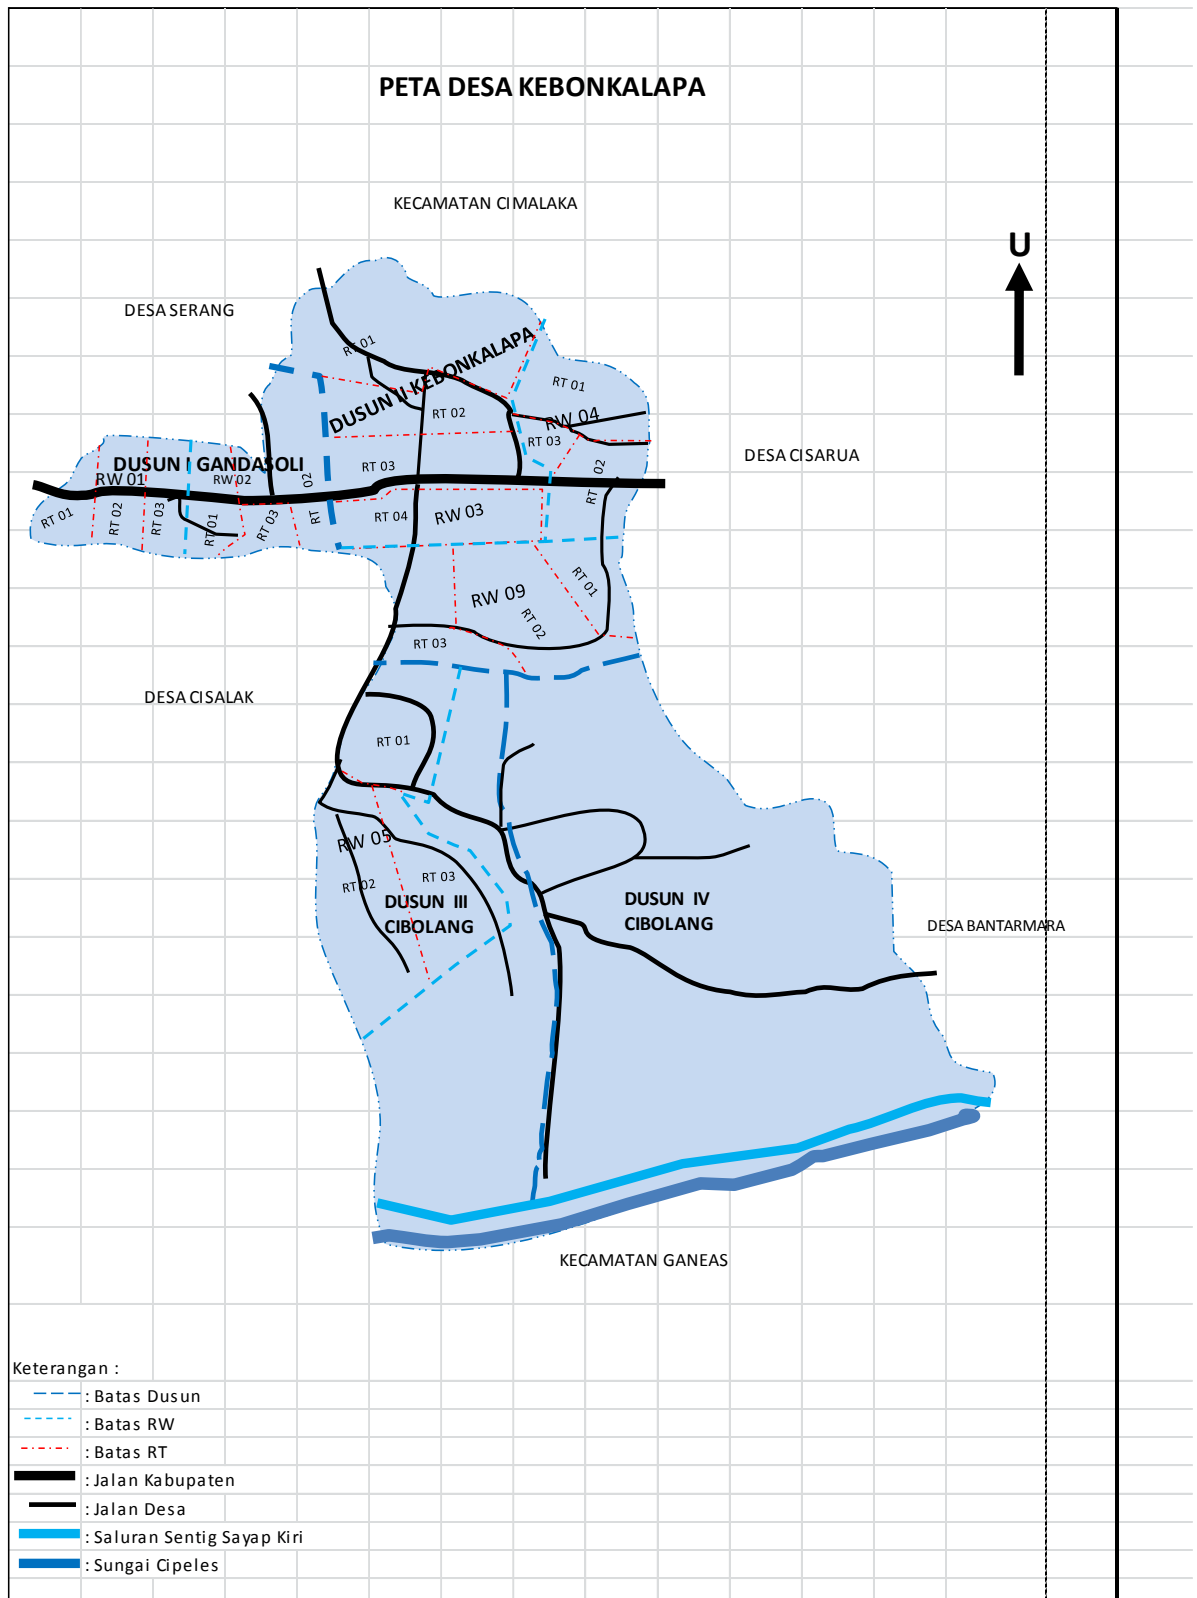 PETA DESA KEBONKALAPA
KECAMATAN CIMALAKA
U
DESA SERANG
RT 01
DUSUN II KEBONKALAPA
RT 01
RT 02
RW 04
RT 03
DESA CISARUA
DUSUN I GANDASOLI
RT 03
RT 02
RW 01
RW 02
RT 02
RT 01
RT 02
RT 03
RT 01
RT 03
RT 04
RW 03
RW 09
RT 01
RT 02
RT 03
DESA CISALAK
RT 01
RW 05
RT 02
RT 03
DUSUN III
CIBOLANG
DUSUN IV
CIBOLANG
DESA BANTARMARA
KECAMATAN GANEAS
Keterangan :
: Batas Dusun
: Batas RW
: Batas RT
: Jalan Kabupaten
: Jalan Desa
: Saluran Sentig Sayap Kiri
: Sungai Cipeles